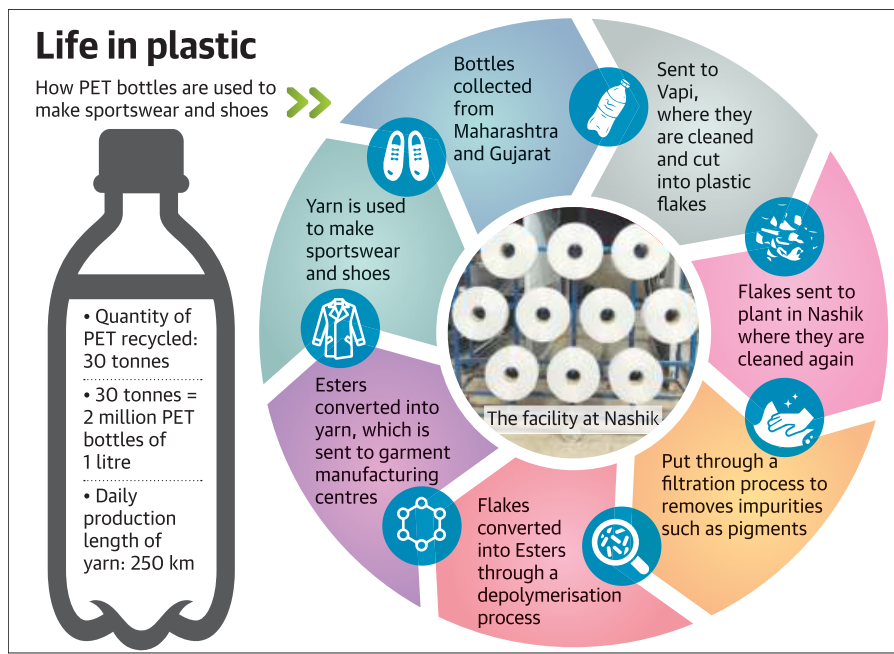 Life in plastic
How PET bottles are used to
make sportswear and shoes
• Quantity of
PET recycled:
30 tonnes
• 30 tonnes =
2 million PET
bottles of
1 litre
• Daily
production
length of
yarn: 250 km
Bottles
collected
from
Maharashtra
and Gujarat
Sent to
Vapi,
where they
are cleaned
and cut
into plastic
flakes
Flakes sent to
plant in Nashik
where they are
cleaned again
Put through a
filtration process to
removes impurities
such as pigments
Flakes
converted
into Esters
through a
depolymerisation
process
Esters
converted into
yarn, which is
sent to garment
manufacturing
centres
Yarn is used
to make
sportswear
and shoes
The facility at Nashik